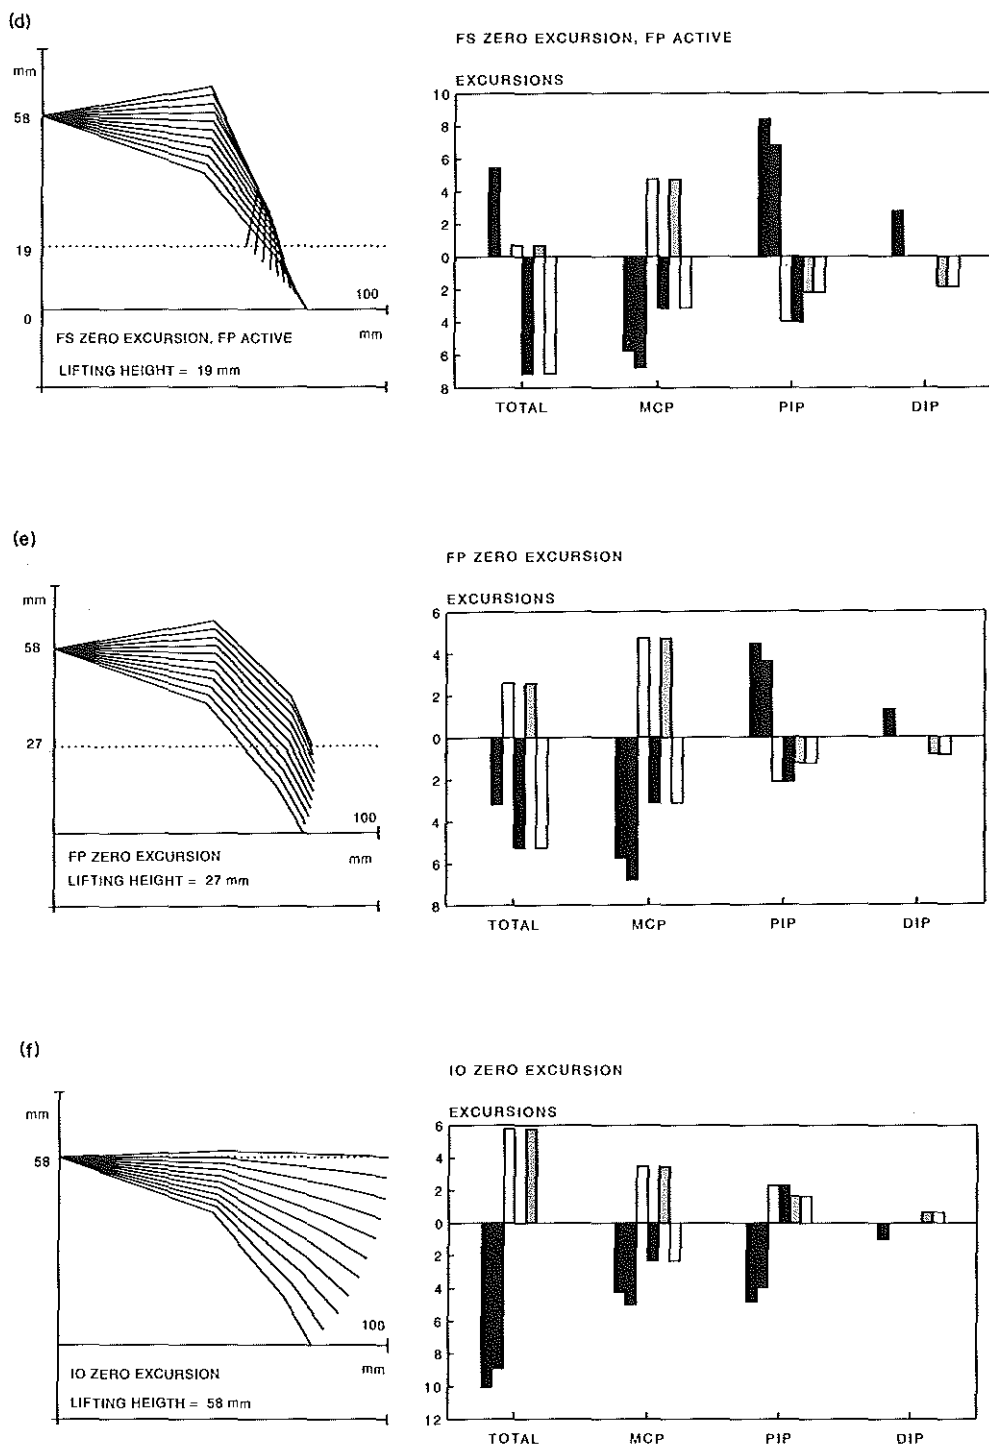 (d)
mm
58
19
0
100
mm
FS ZERO EXCURSION, FP ACTIVE
LIFTING HEIGHT = 19 mm
FS ZERO EXCURSION, FP ACTIVE
EXCURSIONS
10
8
6
4
2
0
2
4
6
8
TOTAL MCP PIP DIP
(e)
mm
58
27
100
mm
FP ZERO EXCURSION
LIFTING HEIGHT = 27 mm
FP ZERO EXCURSION
EXCURSIONS
6
4
2
0
2
4
6
8
TOTAL MCP PIP DIP
(f)
mm
58
100
mm
IO ZERO EXCURSION
LIFTING HEIGTH = 58 mm
IO ZERO EXCURSION
EXCURSIONS
6
4
2
0
2
4
6
8
10
12
TOTAL MCP PIP DIP